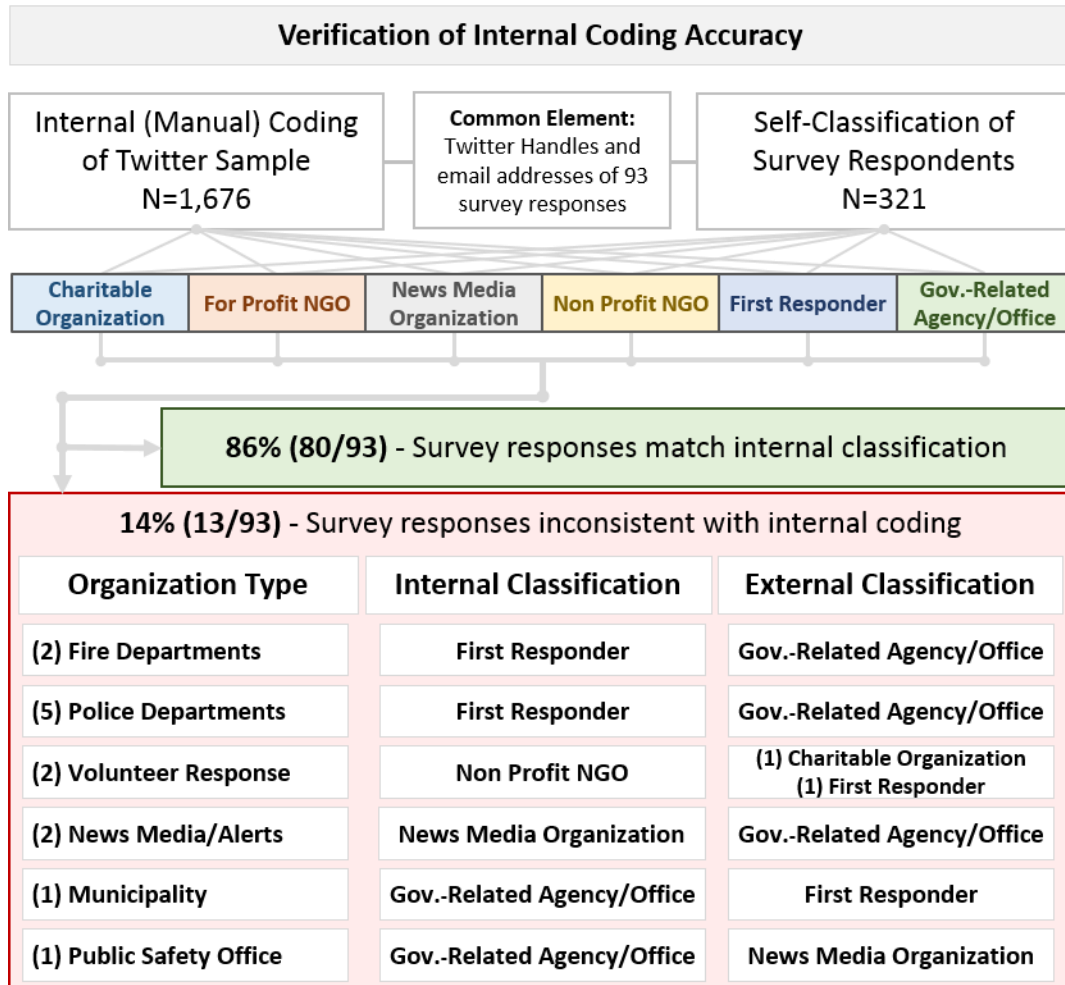 Verification of Internal Coding Accuracy
Internal (Manual) Coding
of Twitter Sample
N=1,676
Common Element:
Twitter Handles and
email addresses of 93
survey responses
Self-Classification of
Survey Respondents
N=321
Charitable
Organization
For Profit NGO
News Media
Organization
Non Profit NGO
First Responder
Gov.-Related
Agency/Office
86% (80/93) - Survey responses match internal classification
14% (13/93) - Survey responses inconsistent with internal coding
Organization Type
Internal Classification
External Classification
(2) Fire Departments
First Responder
Gov.-Related Agency/Office
(5) Police Departments
First Responder
Gov.-Related Agency/Office
(2) Volunteer Response
Non Profit NGO
(1) Charitable Organization
(1) First Responder
(2) News Media/Alerts
News Media Organization
Gov.-Related Agency/Office
(1) Municipality
Gov.-Related Agency/Office
First Responder
(1) Public Safety Office
Gov.-Related Agency/Office
News Media Organization